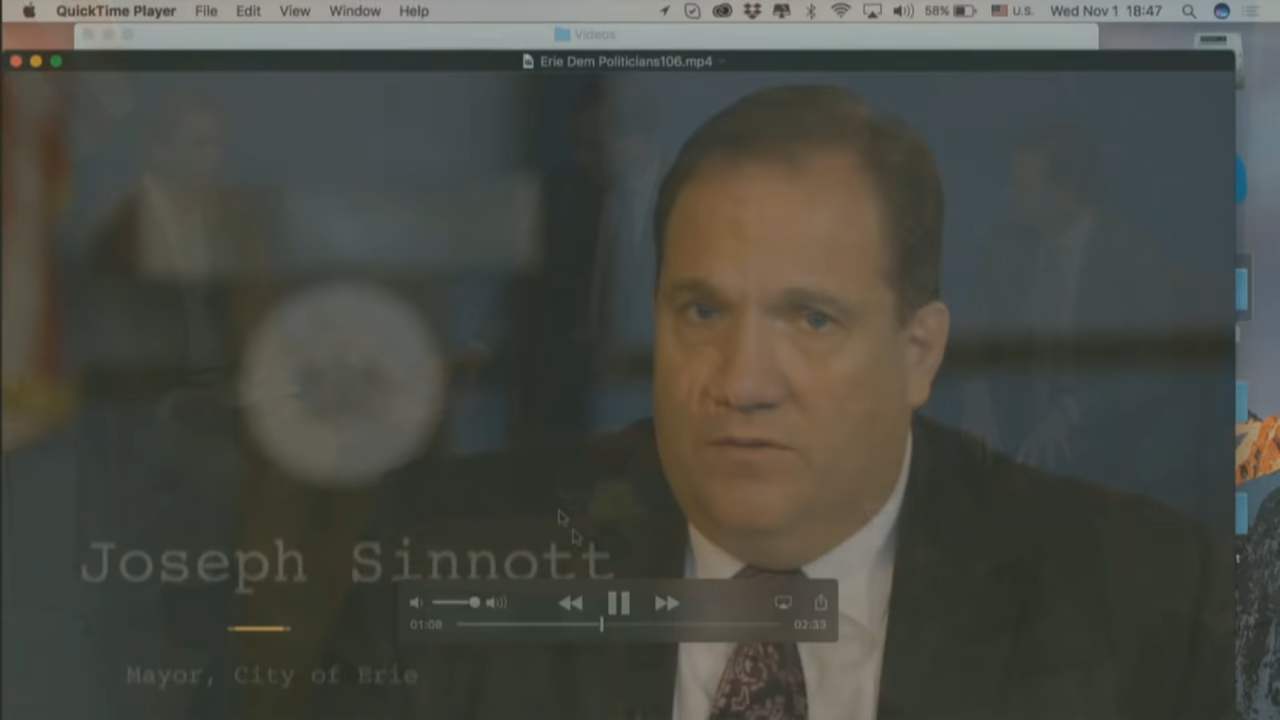 QuickTime Player File Edit View Window Help 58% U.S. Wed Nov 1 18:47
Videos
Erie Dem Politicians106.mp4
Joseph Sinnott
01:08 02:33
Mayor, City of Erie